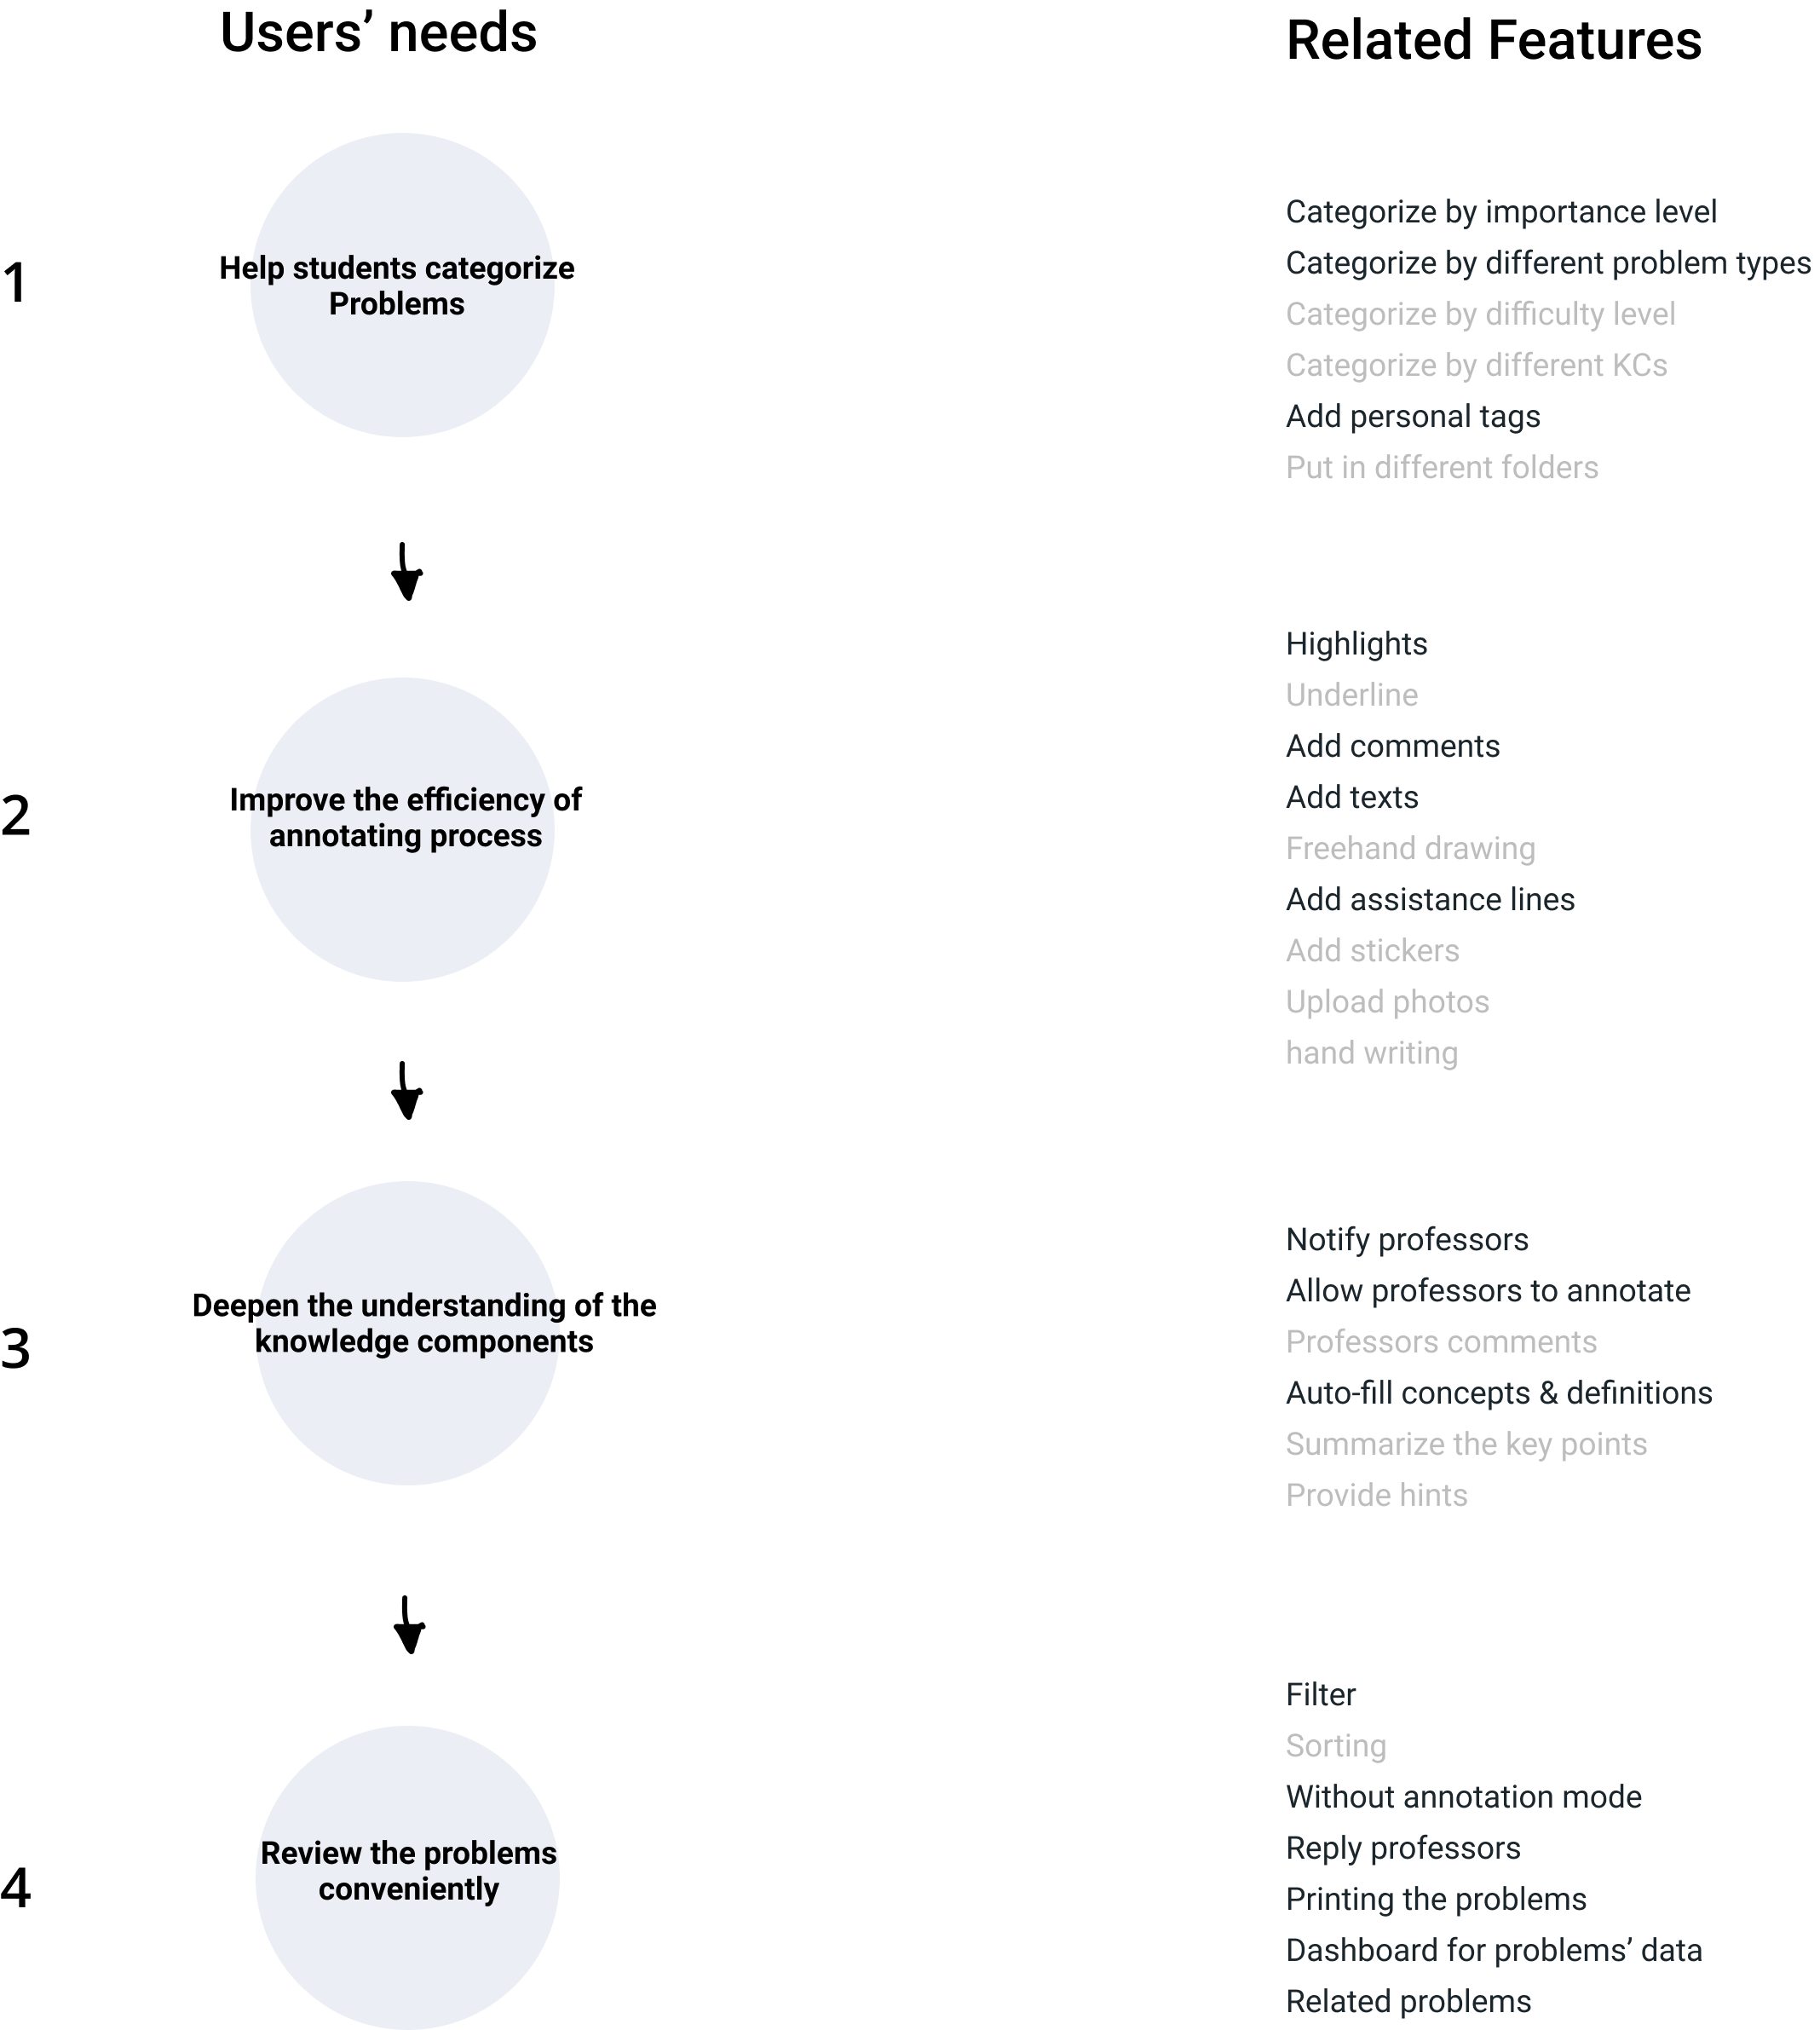 Users’ needs
Related Features
1
Help students categorize
Problems
Categorize by importance level
Categorize by different problem types
Categorize by difficulty level
Categorize by different KCs
Add personal tags
Put in different folders
2
Improve the efficiency of
annotating process
Highlights
Underline
Add comments
Add texts
Freehand drawing
Add assistance lines
Add stickers
Upload photos
hand writing
3
Deepen the understanding of the
knowledge components
Notify professors
Allow professors to annotate
Professors comments
Auto-fill concepts & definitions
Summarize the key points
Provide hints
4
Review the problems
conveniently
Filter
Sorting
Without annotation mode
Reply professors
Printing the problems
Dashboard for problems’ data
Related problems